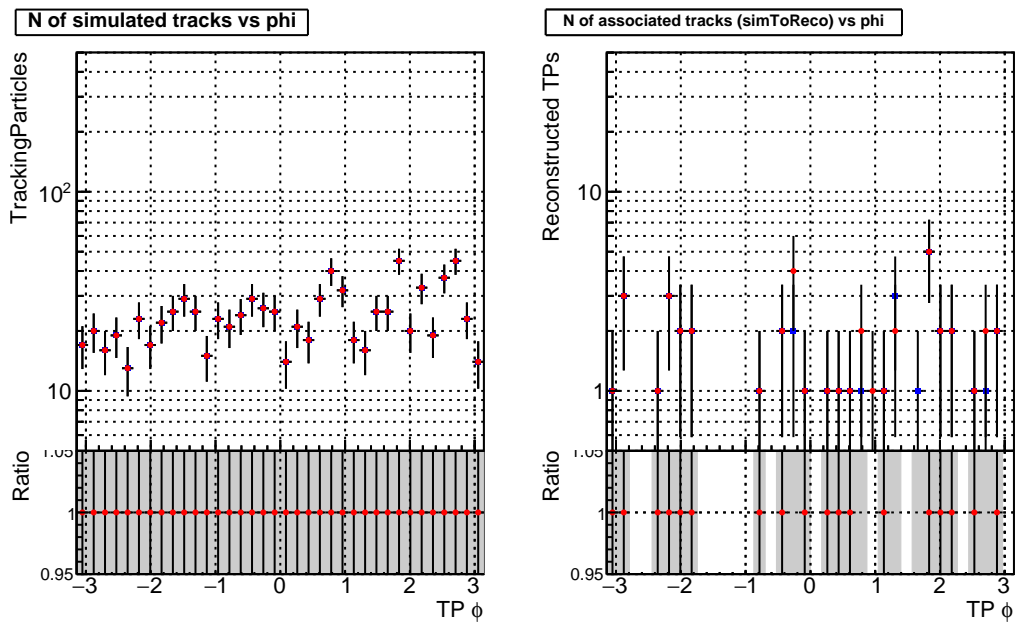 N of simulated tracks vs phi
TrackingParticles
10²
10
Ratio
1.05
1
0.95
−3 −2 −1 0 1 2 3
TP ϕ
N of associated tracks (simToReco) vs phi
Reconstructed TPs
10
1
Ratio
1.05
1
0.95
−3 −2 −1 0 1 2 3
TP ϕ